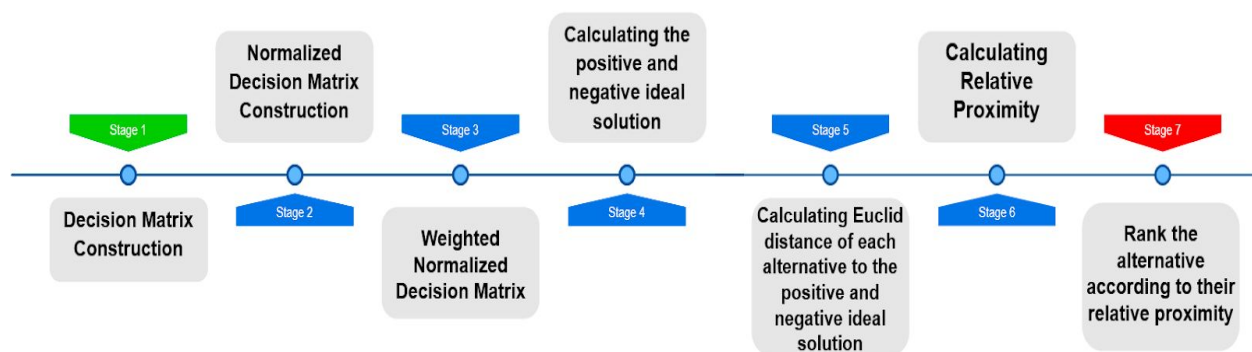 Stage 1
Decision Matrix
Construction
Normalized
Decision Matrix
Construction
Stage 2
Stage 3
Weighted
Normalized
Decision Matrix
Calculating the
positive and
negative ideal
solution
Stage 4
Stage 5
Calculating Euclid
distance of each
alternative to the
positive and
negative ideal
solution
Calculating
Relative
Proximity
Stage 6
Stage 7
Rank the
alternative
according to their
relative proximity